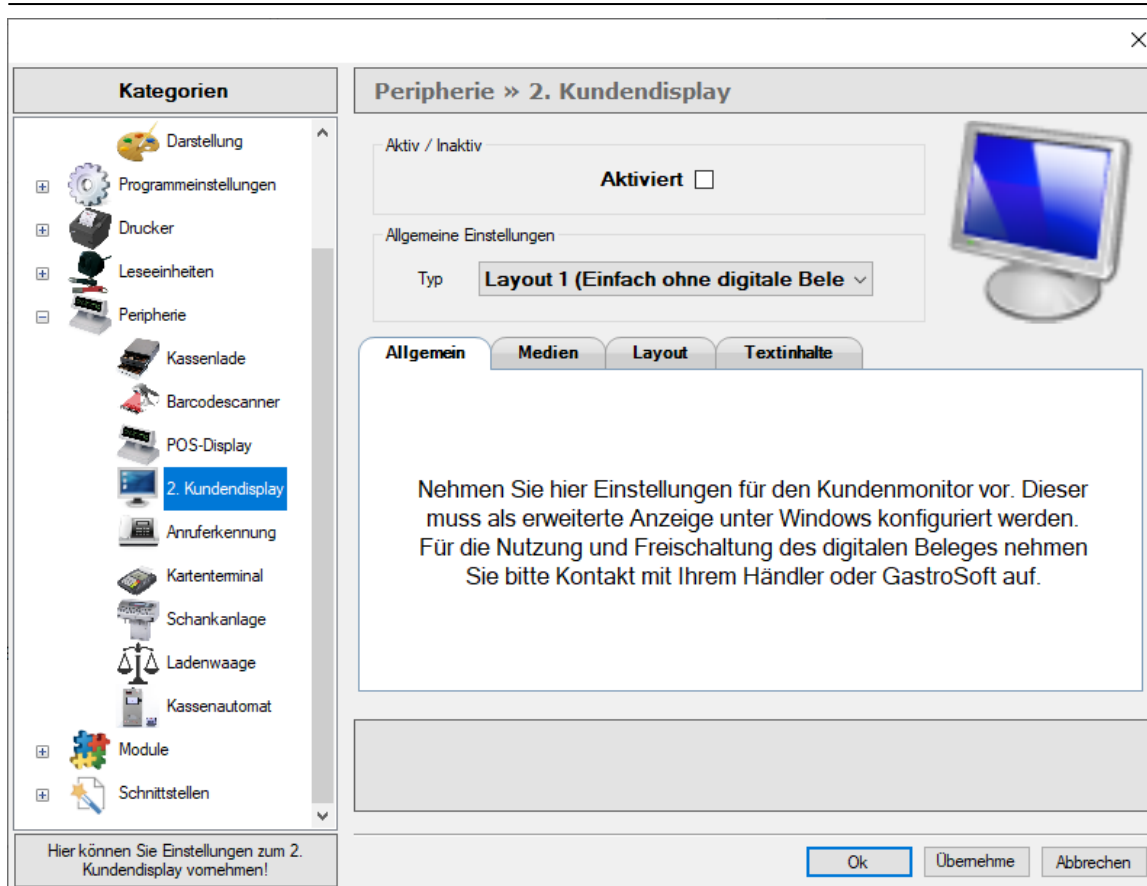 Kategorien
Darstellung
Programmeinstellungen
Drucker
Leseeinheiten
Peripherie
Kassenlade
Barcodescanner
POS-Display
2. Kundendisplay
Anruferkennung
Kartenterminal
Schankanlage
Ladenwaage
Kassenautomat
Module
Schnittstellen
Hier können Sie Einstellungen zum 2.
Kundendisplay vornehmen!
Peripherie » 2. Kundendisplay
Aktiv / Inaktiv
Aktiviert
Allgemeine Einstellungen
Typ Layout 1 (Einfach ohne digitale Bele
Allgemein Medien Layout Textinhalte
Nehmen Sie hier Einstellungen für den Kundenmonitor vor. Dieser
muss als erweiterte Anzeige unter Windows konfiguriert werden.
Für die Nutzung und Freischaltung des digitalen Beleges nehmen
Sie bitte Kontakt mit Ihrem Händler oder GastroSoft auf.
Ok Übernehme Abbrechen